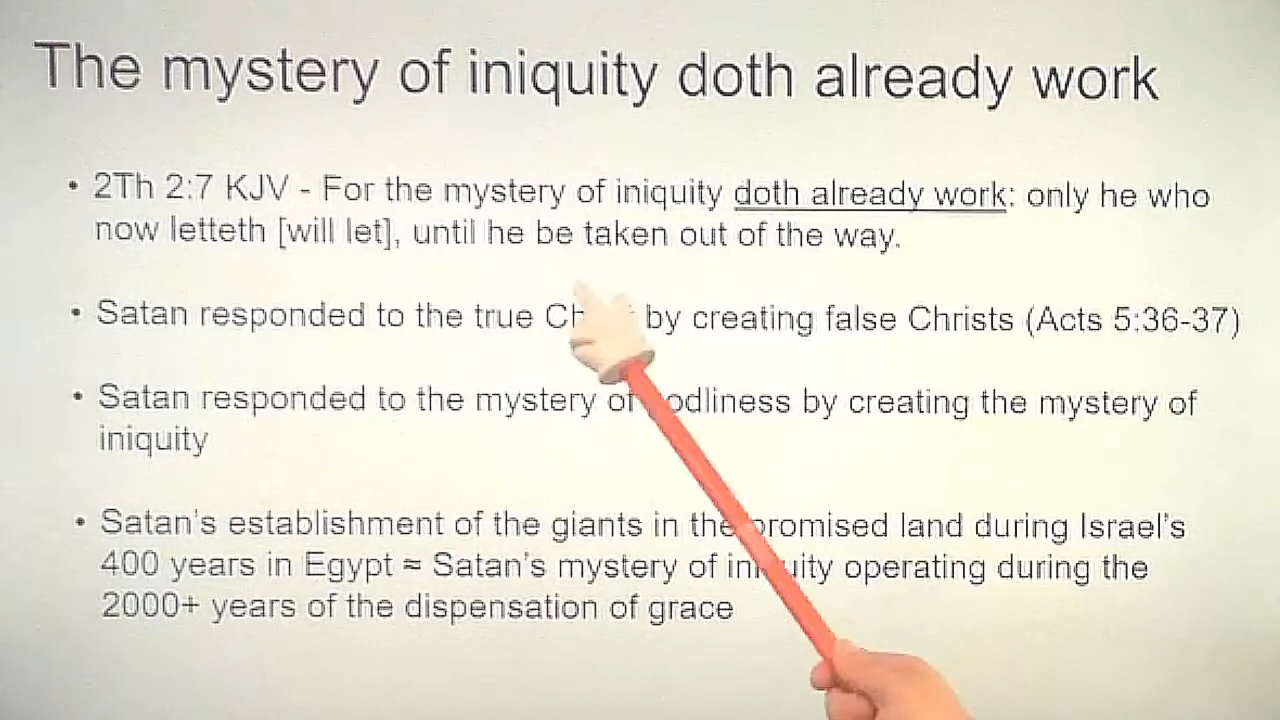 The mystery of iniquity doth already work
• 2Th 2:7 KJV - For the mystery of iniquity doth already work: only he who
now letteth [will let], until he be taken out of the way.
• Satan responded to the true Ch by creating false Christs (Acts 5:36-37)
• Satan responded to the mystery of odliness by creating the mystery of
iniquity
• Satan's establishment of the giants in the promised land during Israel's
400 years in Egypt ≈ Satan's mystery of iniquity operating during the
2000+ years of the dispensation of grace